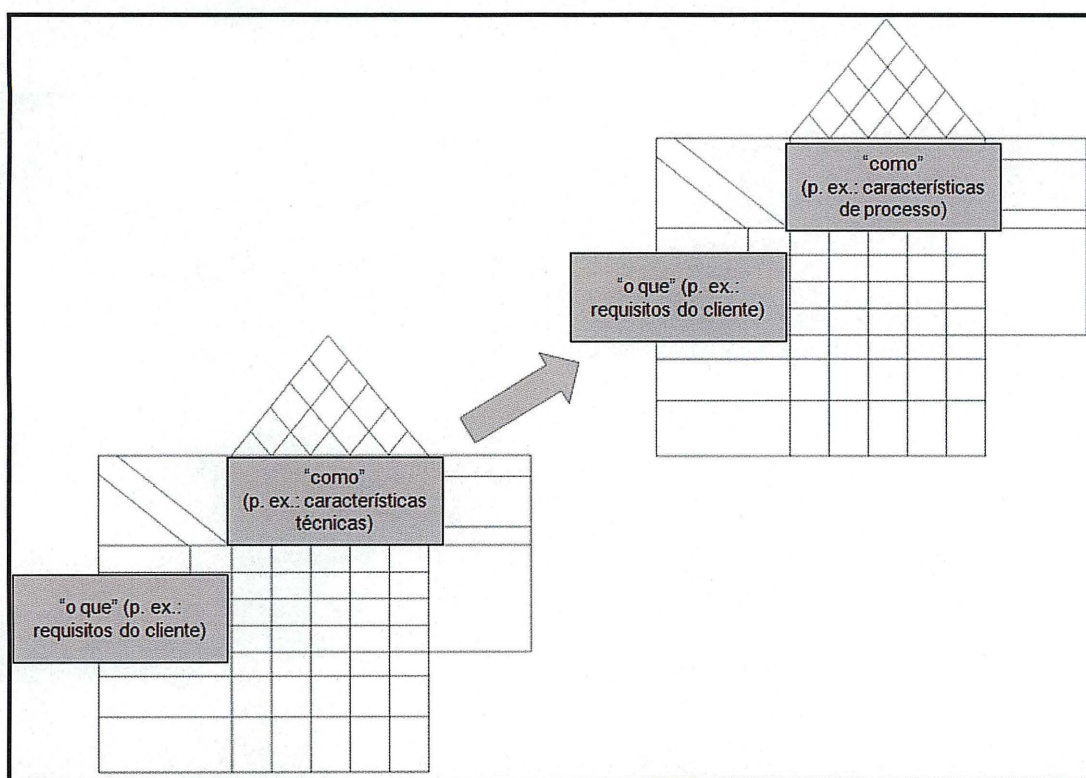 "como"
(p. ex.: características
de processo)
"o que" (p. ex.:
requisitos do cliente)
"como"
(p. ex.: características
técnicas)
"o que" (p. ex.:
requisitos do cliente)